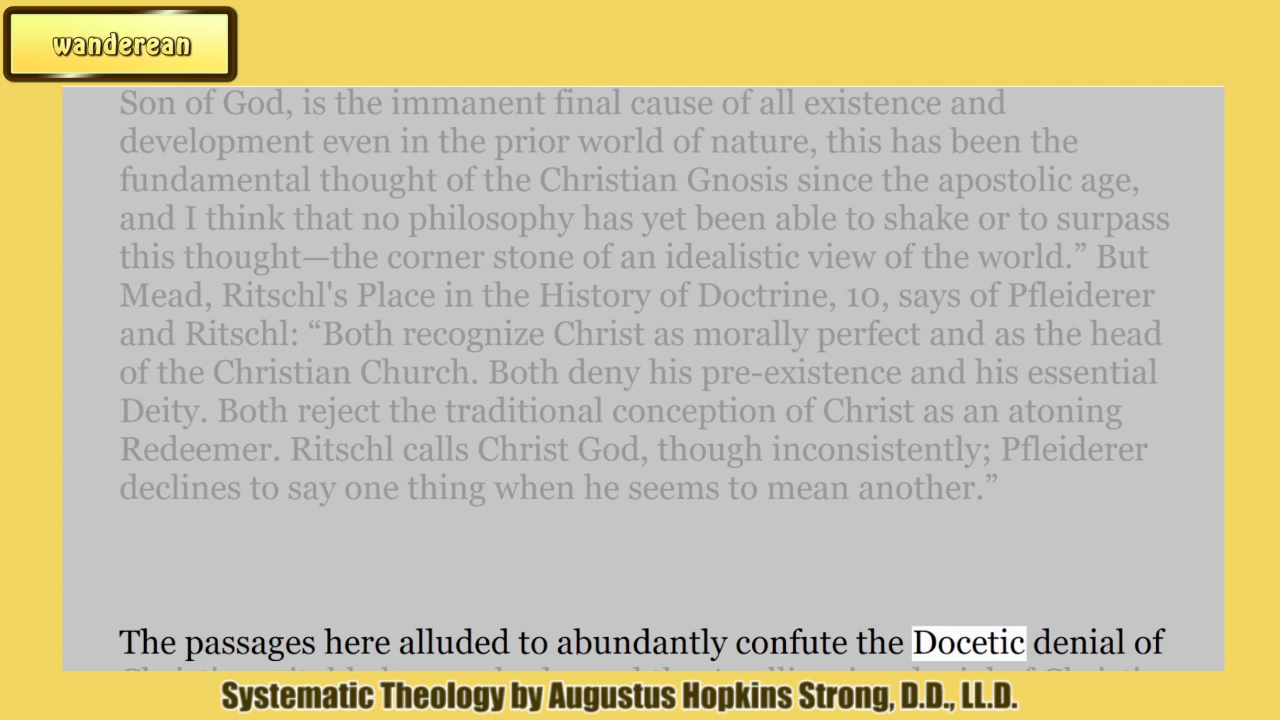 wanderean
Son of God, is the immanent final cause of all existence and
development even in the prior world of nature, this has been the
fundamental thought of the Christian Gnosis since the apostolic age,
and I think that no philosophy has yet been able to shake or to surpass
this thought—the corner stone of an idealistic view of the world.” But
Mead, Ritschl's Place in the History of Doctrine, 10, says of Pfleiderer
and Ritschl: “Both recognize Christ as morally perfect and as the head
of the Christian Church. Both deny his pre-existence and his essential
Deity. Both reject the traditional conception of Christ as an atoning
Redeemer. Ritschl calls Christ God, though inconsistently; Pfleiderer
declines to say one thing when he seems to mean another.”
The passages here alluded to abundantly confute the Docetic denial of
Systematic Theology by Augustus Hopkins Strong, D.D., LL.D.